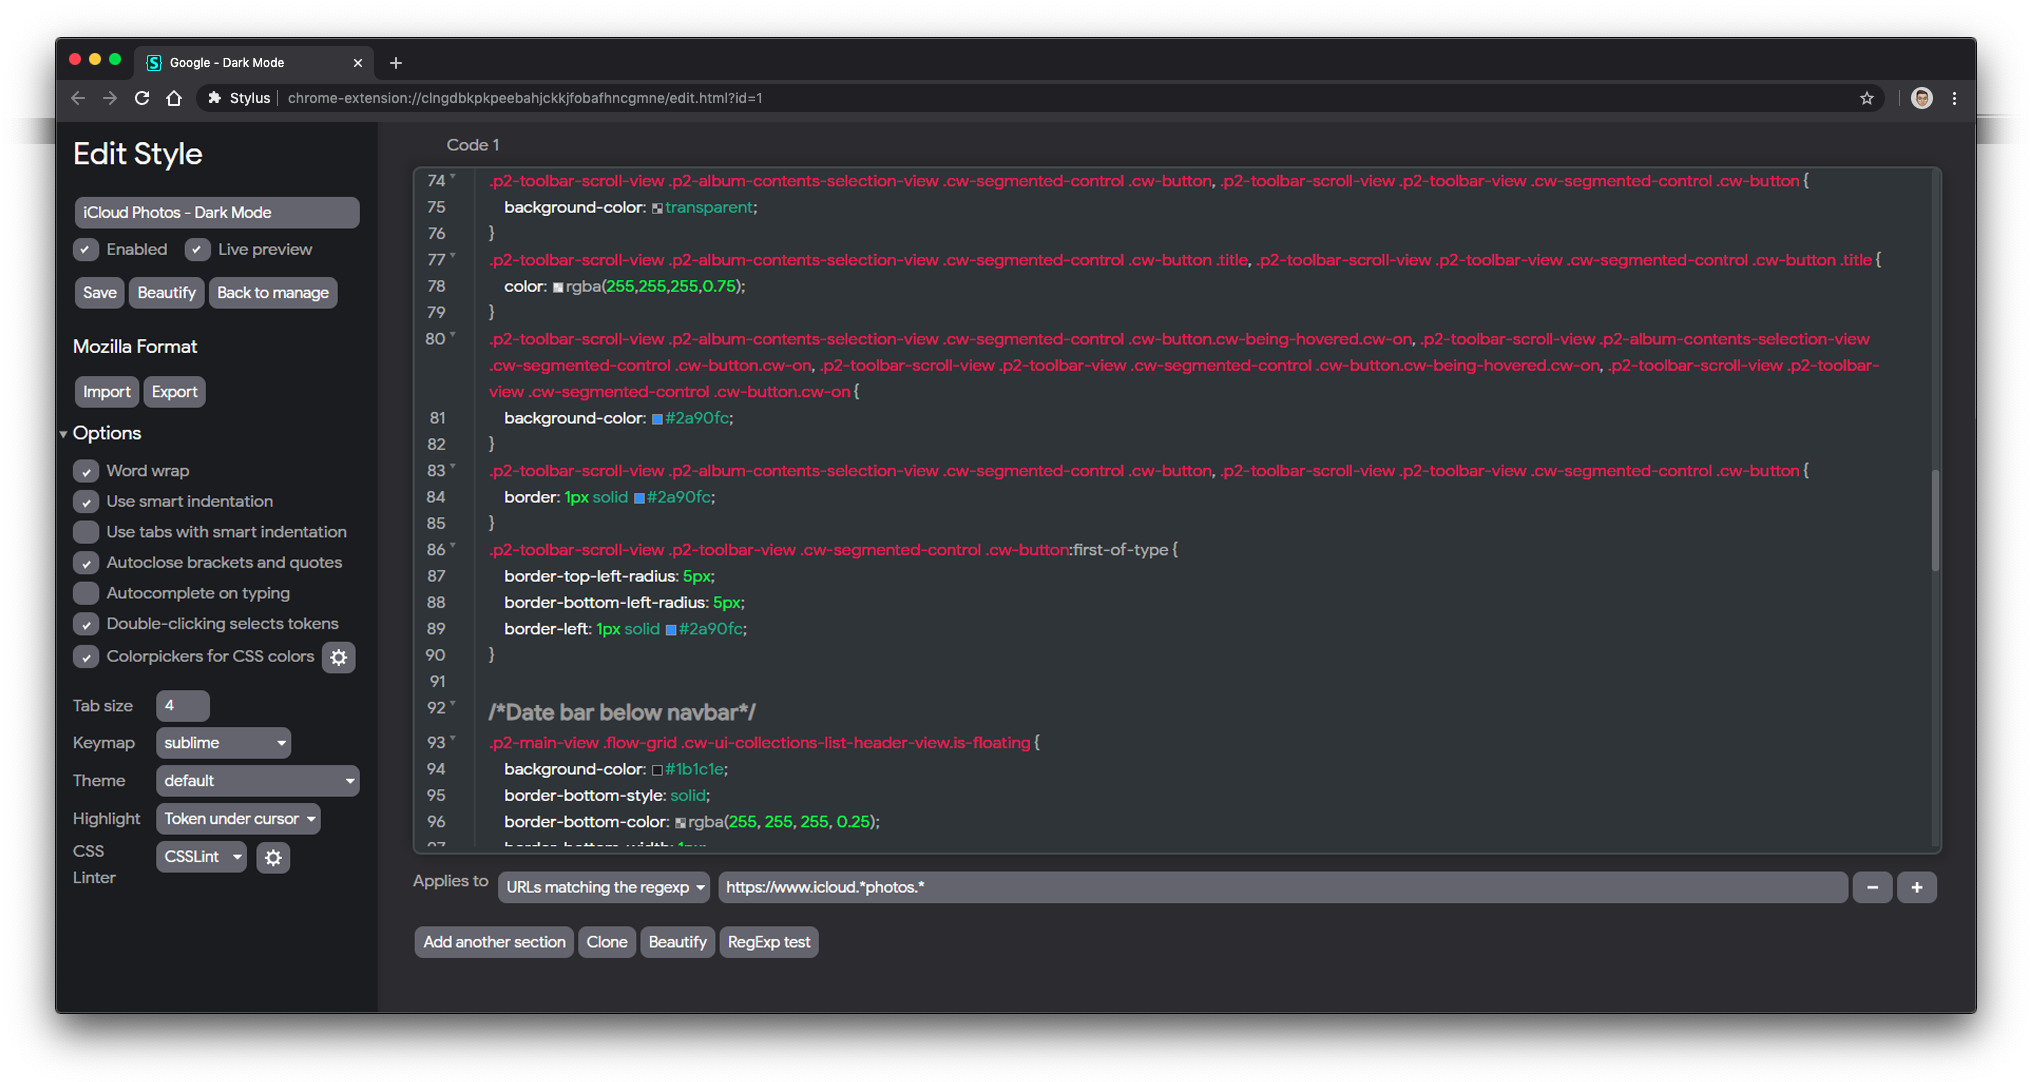 Google - Dark Mode
Stylus
chrome-extension://clngdbkpkpeebahjckkjfobafhncgmne/edit.html?id=1
Edit Style
iCloud Photos - Dark Mode
Enabled
Live preview
Save
Beautify
Back to manage
Mozilla Format
Import
Export
Options
Word wrap
Use smart indentation
Use tabs with smart indentation
Autoclose brackets and quotes
Autocomplete on typing
Double-clicking selects tokens
Colorpickers for CSS colors
Tab size 4
Keymap sublime
Theme default
Highlight Token under cursor
CSS
Linter
CSSLint
Code 1
74 .p2-toolbar-scroll-view .p2-album-contents-selection-view .cw-segmented-control .cw-button, .p2-toolbar-scroll-view .p2-toolbar-view .cw-segmented-control .cw-button {
75 background-color: transparent;
76 }
77 .p2-toolbar-scroll-view .p2-album-contents-selection-view .cw-segmented-control .cw-button .title, .p2-toolbar-scroll-view .p2-toolbar-view .cw-segmented-control .cw-button .title {
78 color: rgba(255,255,255,0.75);
79 }
80 .p2-toolbar-scroll-view .p2-album-contents-selection-view .cw-segmented-control .cw-button.cw-being-hovered.cw-on, .p2-toolbar-scroll-view .p2-album-contents-selection-view
.cw-segmented-control .cw-button.cw-on, .p2-toolbar-scroll-view .p2-toolbar-view .cw-segmented-control .cw-button.cw-being-hovered.cw-on, .p2-toolbar-scroll-view .p2-toolbar-
view .cw-segmented-control .cw-button.cw-on {
81 background-color: #2a90fc;
82 }
83 .p2-toolbar-scroll-view .p2-album-contents-selection-view .cw-segmented-control .cw-button, .p2-toolbar-scroll-view .p2-toolbar-view .cw-segmented-control .cw-button {
84 border: 1px solid #2a90fc;
85 }
86 .p2-toolbar-scroll-view .p2-toolbar-view .cw-segmented-control .cw-button:first-of-type {
87 border-top-left-radius: 5px;
88 border-bottom-left-radius: 5px;
89 border-left: 1px solid #2a90fc;
90 }
91
92 /*Date bar below navbar*/
93 .p2-main-view .flow-grid .cw-ui-collections-list-header-view.is-floating {
94 background-color: #1b1c1e;
95 border-bottom-style: solid;
96 border-bottom-color: rgba(255, 255, 255, 0.25);
97 border-bottom-width: 1px;
Applies to
URLs matching the regexp
https://www.icloud.*photos.*
Add another section
Clone
Beautify
RegExp test